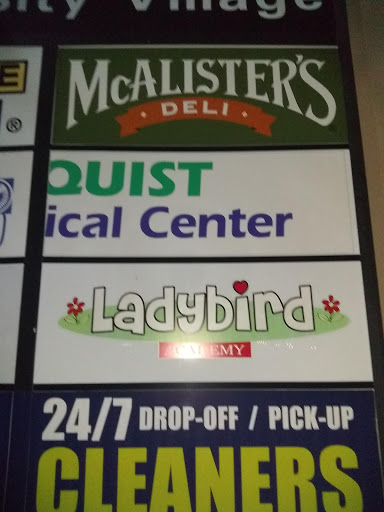 sity Village
McALISTER'S
DELI
®
QUIST
ical Center
Ladybird
ACADEMY
24/7 DROP-OFF / PICK-UP
CLEANERS